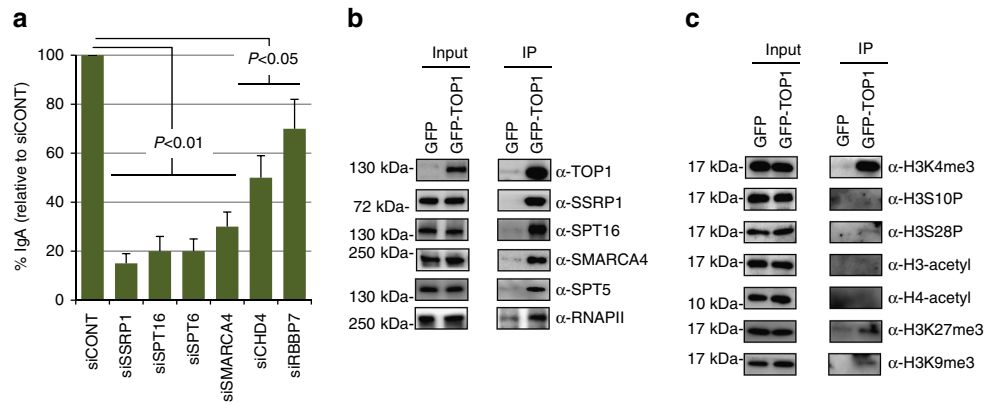 a
% IgA (relative to siCONT)
100
80
60
40
20
0
P<0.05
P<0.01
siCONT
siSSRP1
siSPT16
siSPT6
siSMARCA4
siCHD4
siRBBP7
b
Input
IP
GFP
GFP-TOP1
GFP
GFP-TOP1
130 kDa-
α-TOP1
72 kDa-
α-SSRP1
130 kDa-
α-SPT16
250 kDa-
α-SMARCA4
130 kDa-
α-SPT5
250 kDa-
α-RNAPII
c
Input
IP
GFP
GFP-TOP1
GFP
GFP-TOP1
17 kDa-
α-H3K4me3
17 kDa-
α-H3S10P
17 kDa-
α-H3S28P
17 kDa-
α-H3-acetyl
10 kDa-
α-H4-acetyl
17 kDa-
α-H3K27me3
17 kDa-
α-H3K9me3